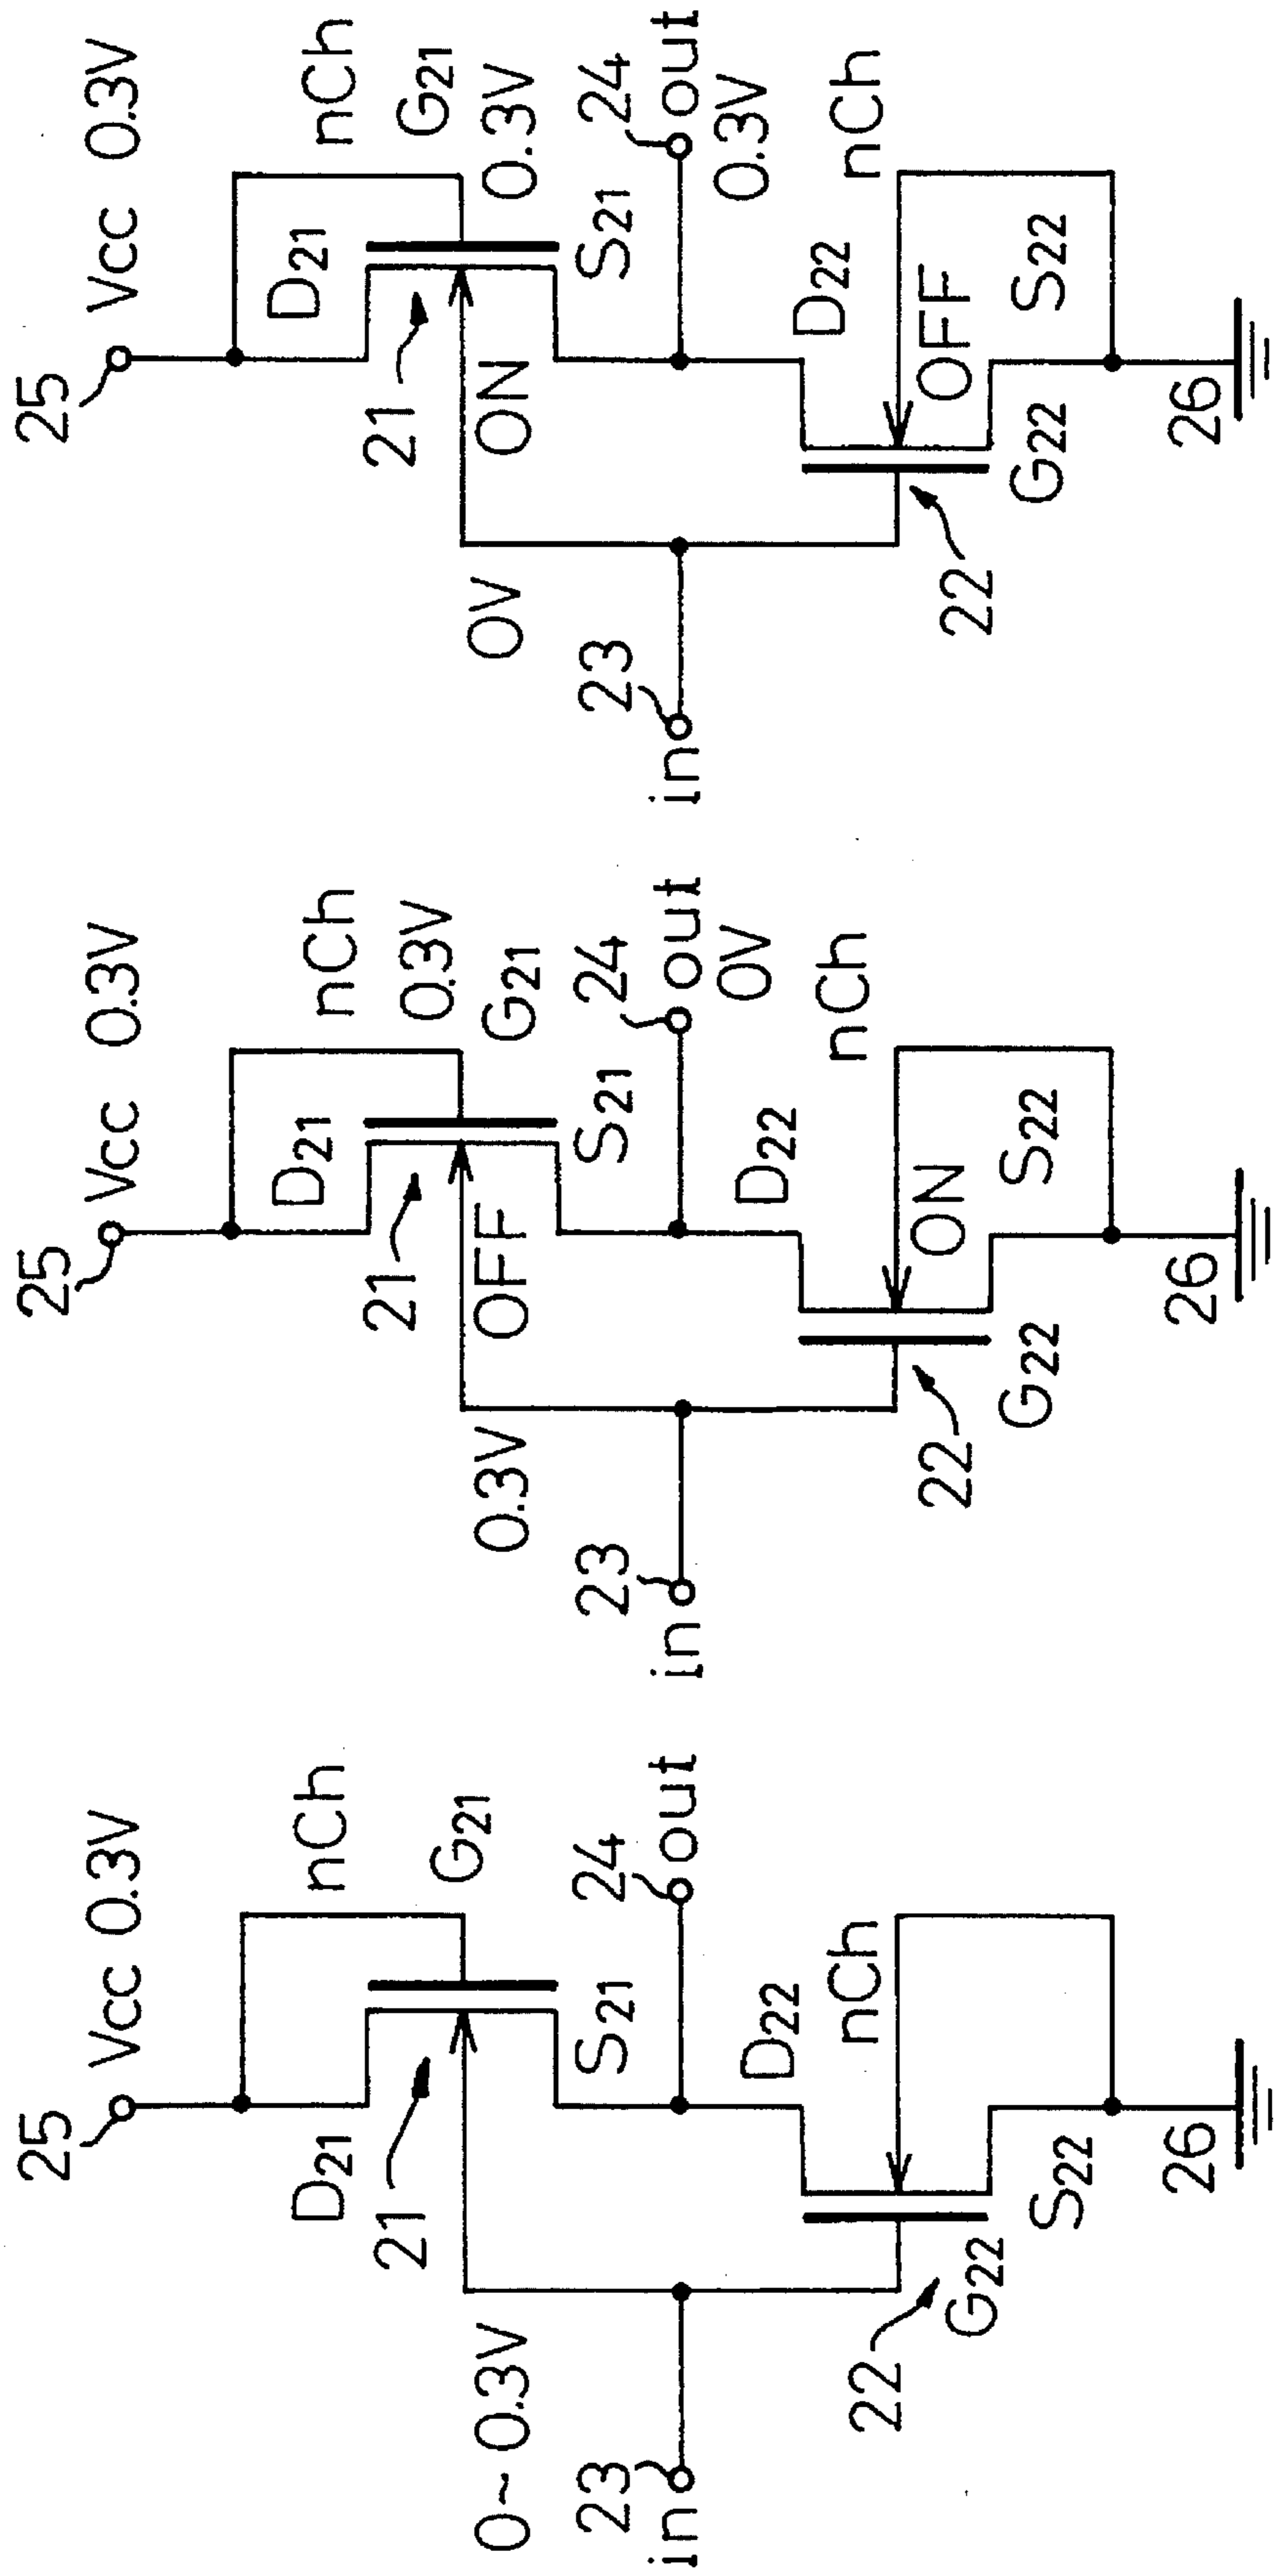 25
Vcc 0.3V
nCh
D21
G21
21
S21
0~0.3V
24
out
23
in
D22
nCh
22
G22
S22
26
25
Vcc 0.3V
nCh
0.3V
D21
G21
21
OFF
S21
0.3V
24
out
0V
23
in
D22
nCh
ON
22
G22
S22
26
25
Vcc 0.3V
nCh
D21
G21
0.3V
21
ON
S21
0V
24
out
0.3V
23
in
D22
nCh
OFF
22
G22
S22
26